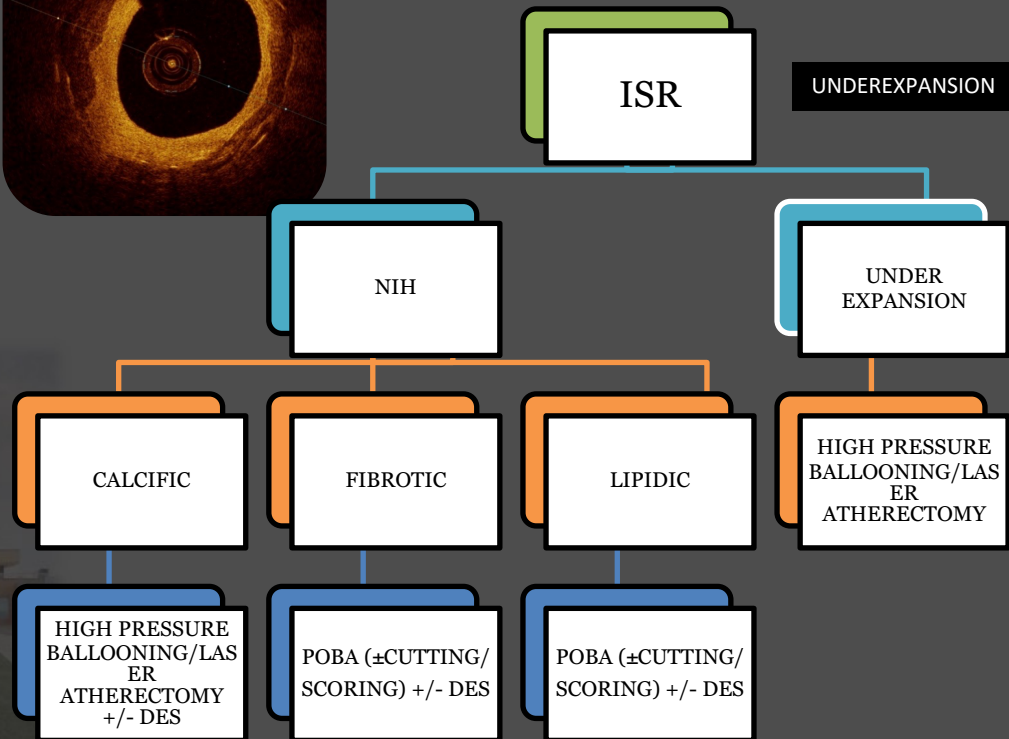 ISR
UNDEREXPANSION
NIH
UNDER
EXPANSION
CALCIFIC
FIBROTIC
LIPIDIC
HIGH PRESSURE
BALLOONING/LAS
ER
ATHERECTOMY
HIGH PRESSURE
BALLOONING/LAS
ER
ATHERECTOMY
+/- DES
POBA (±CUTTING/
SCORING) +/- DES
POBA (±CUTTING/
SCORING) +/- DES